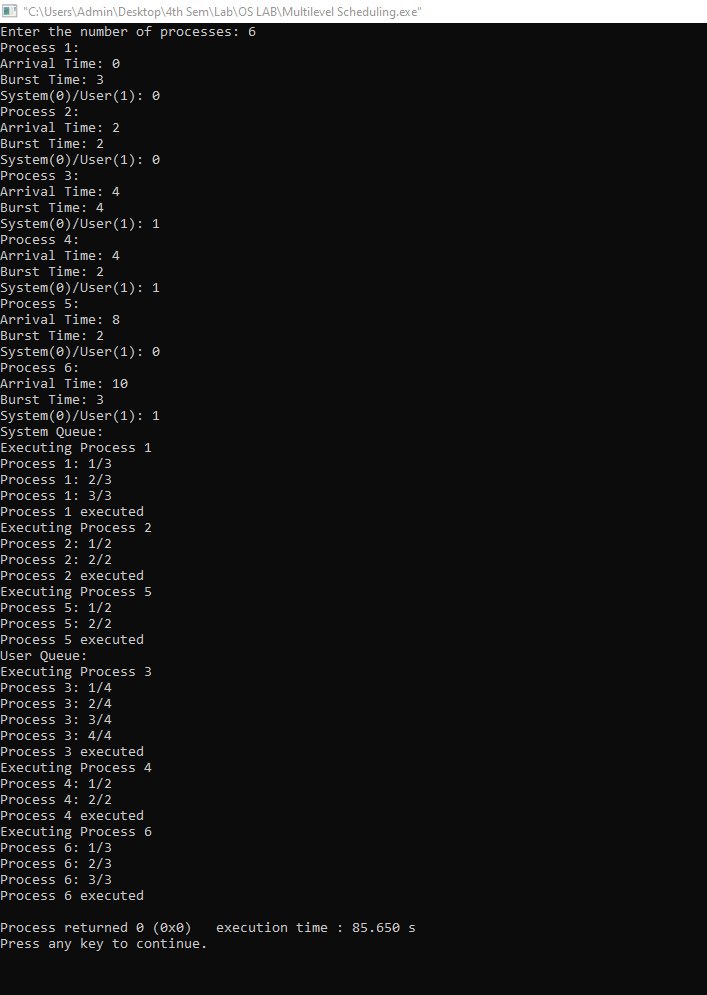 "C:\Users\Admin\Desktop\4th Sem\Lab\OS LAB\Multilevel Scheduling.exe"
Enter the number of processes: 6
Process 1:
Arrival Time: 0
Burst Time: 3
System(0)/User(1): 0
Process 2:
Arrival Time: 2
Burst Time: 2
System(0)/User(1): 0
Process 3:
Arrival Time: 4
Burst Time: 4
System(0)/User(1): 1
Process 4:
Arrival Time: 4
Burst Time: 2
System(0)/User(1): 1
Process 5:
Arrival Time: 8
Burst Time: 2
System(0)/User(1): 0
Process 6:
Arrival Time: 10
Burst Time: 3
System(0)/User(1): 1
System Queue:
Executing Process 1
Process 1: 1/3
Process 1: 2/3
Process 1: 3/3
Process 1 executed
Executing Process 2
Process 2: 1/2
Process 2: 2/2
Process 2 executed
Executing Process 5
Process 5: 1/2
Process 5: 2/2
Process 5 executed
User Queue:
Executing Process 3
Process 3: 1/4
Process 3: 2/4
Process 3: 3/4
Process 3: 4/4
Process 3 executed
Executing Process 4
Process 4: 1/2
Process 4: 2/2
Process 4 executed
Executing Process 6
Process 6: 1/3
Process 6: 2/3
Process 6: 3/3
Process 6 executed
Process returned 0 (0x0)   execution time : 85.650 s
Press any key to continue.